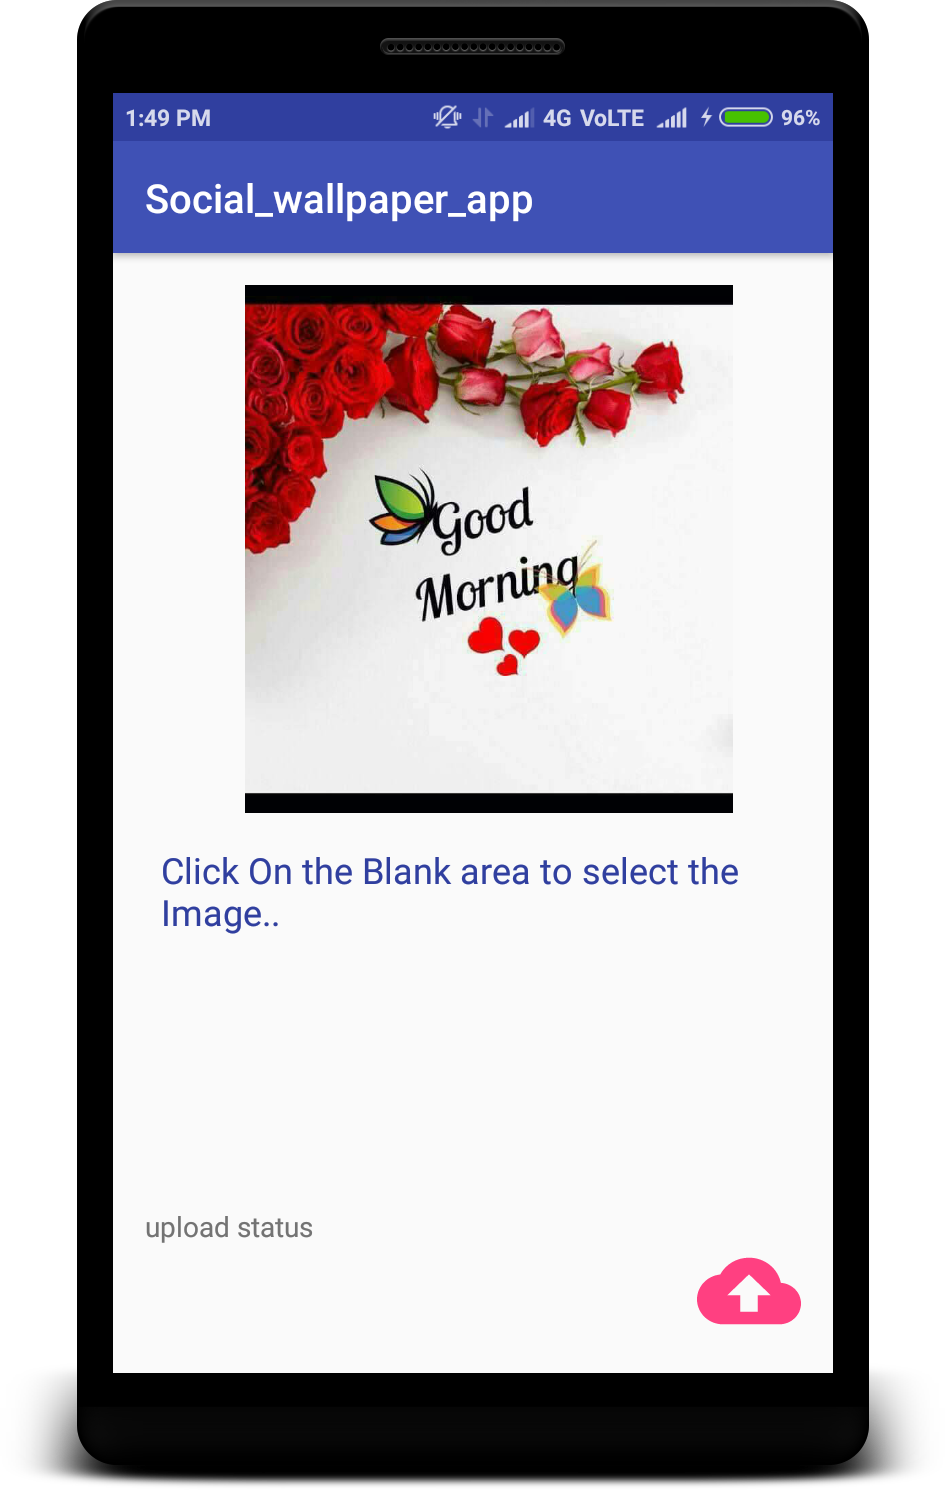 1:49 PM 4G VoLTE 96%
Social_wallpaper_app
Good
Morning
Click On the Blank area to select the
Image..
upload status